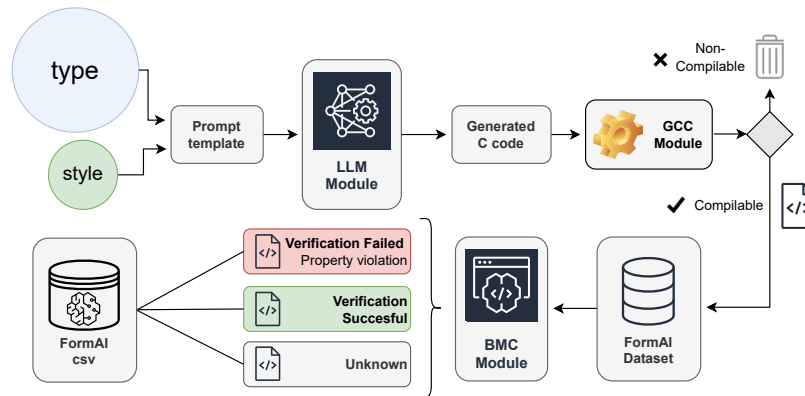 type
style
Prompt
template
LLM
Module
Generated
C code
GCC
Module
Non-
Compilable
Compilable
</>
FormAI
Dataset
BMC
Module
</>
</>
Verification Failed
Property violation
</>
Verification
Succesful
</>
Unknown
FormAI
csv